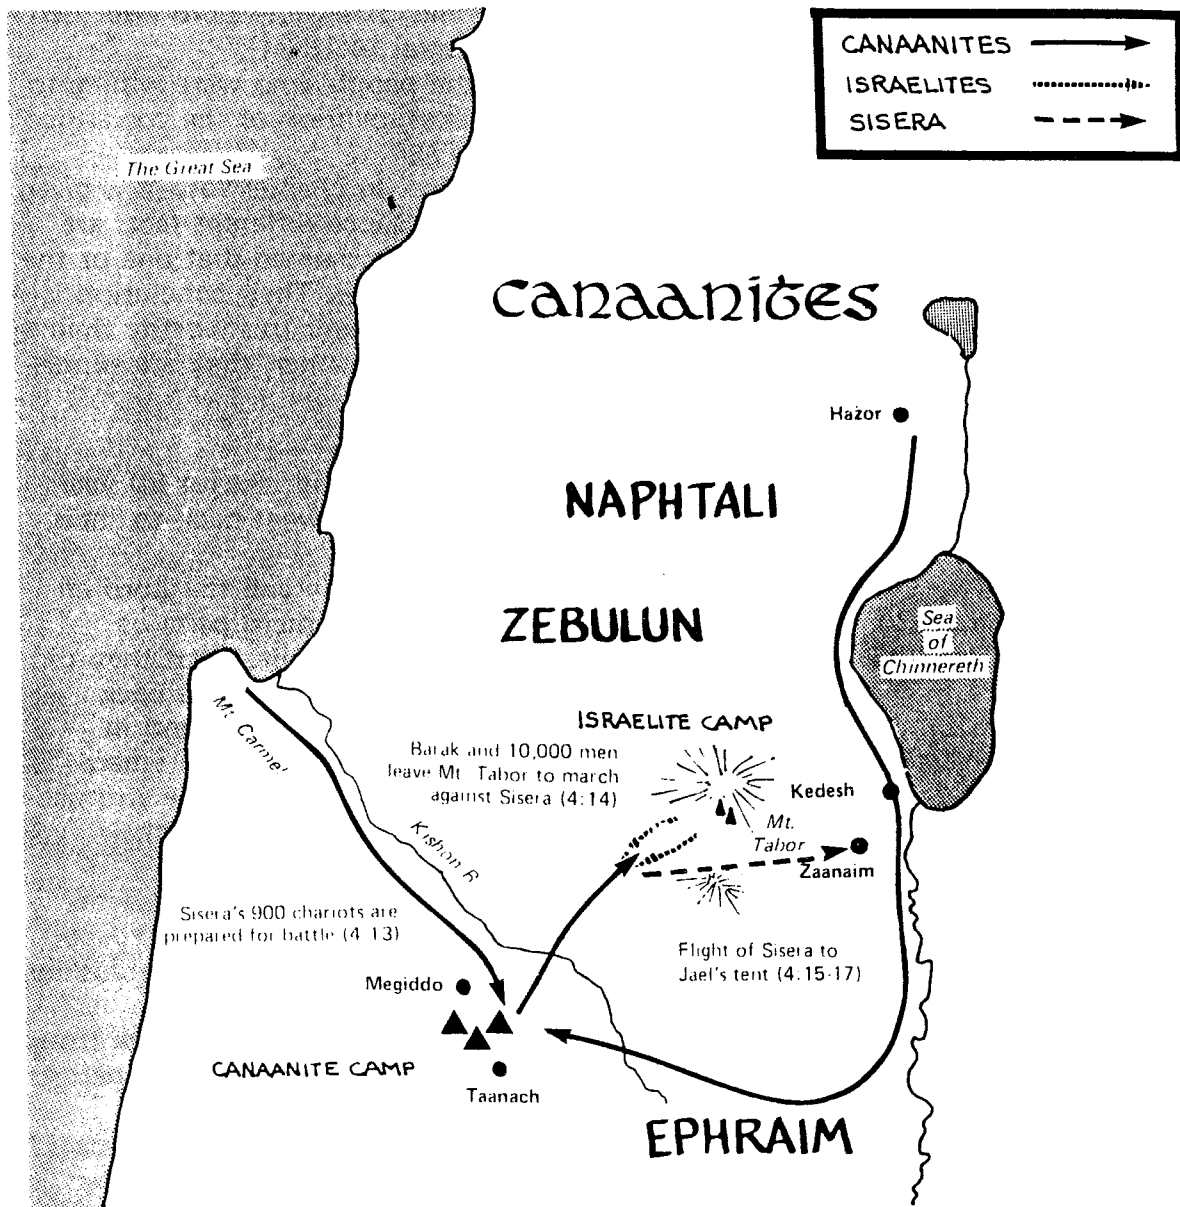 CANAANITES
ISRAELITES
SISERA
The Great Sea
CANAANITES
Hazor
NAPHTALI
ZEBULUN
Sea
of
Chinnereth
Mt. Carmel
ISRAELITE CAMP
Barak and 10,000 men
leave Mt. Tabor to march
against Sisera (4:14)
Kedesh
Mt.
Tabor
Kishon R
Zaanaim
Sisera's 900 chariots are
prepared for battle (4 13)
Flight of Sisera to
Jael's tent (4:15-17)
Megiddo
CANAANITE CAMP
Taanach
EPHRAIM